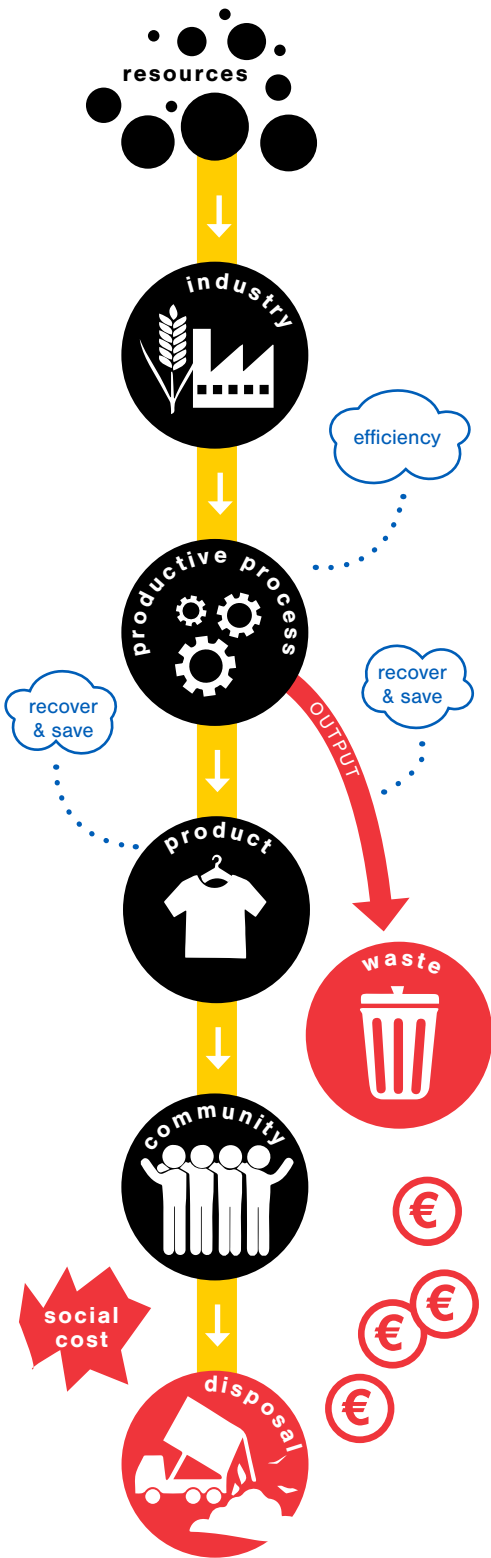 resources
industry
efficiency
productive process
recover
& save
OUTPUT
recover
& save
product
waste
community
€
€
€
social
cost
€
disposal